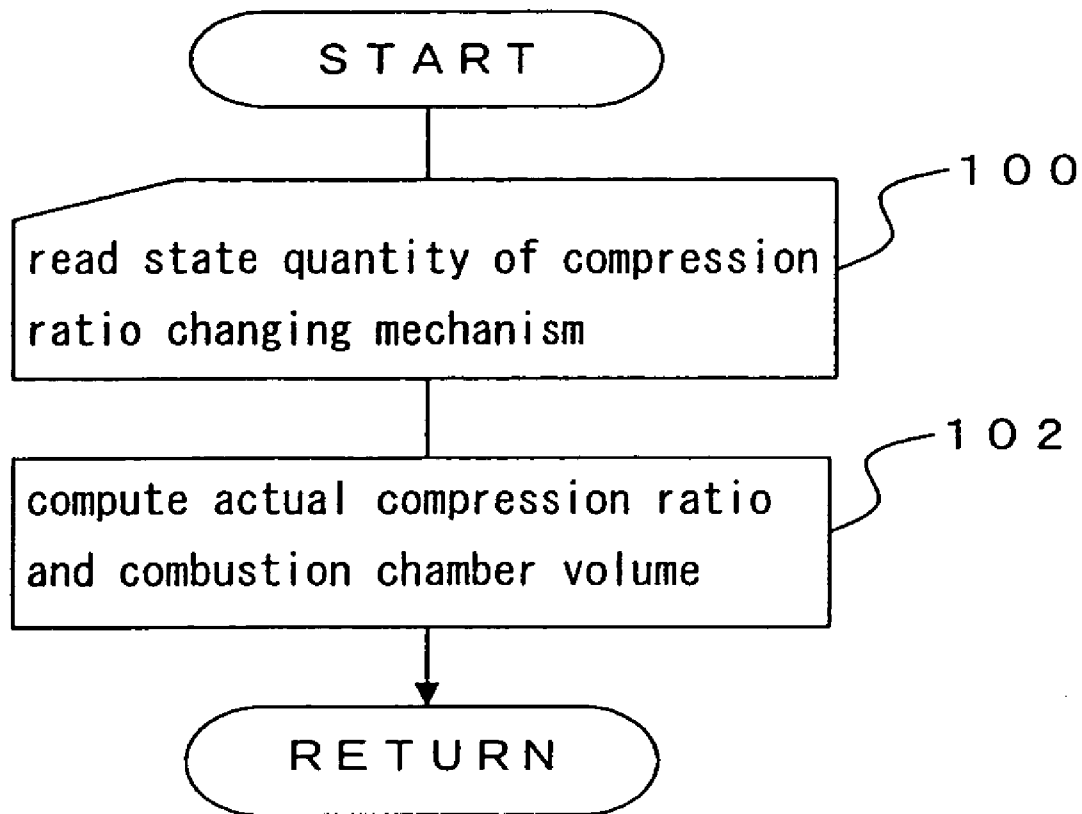 START
100
read state quantity of compression
ratio changing mechanism
102
compute actual compression ratio
and combustion chamber volume
RETURN